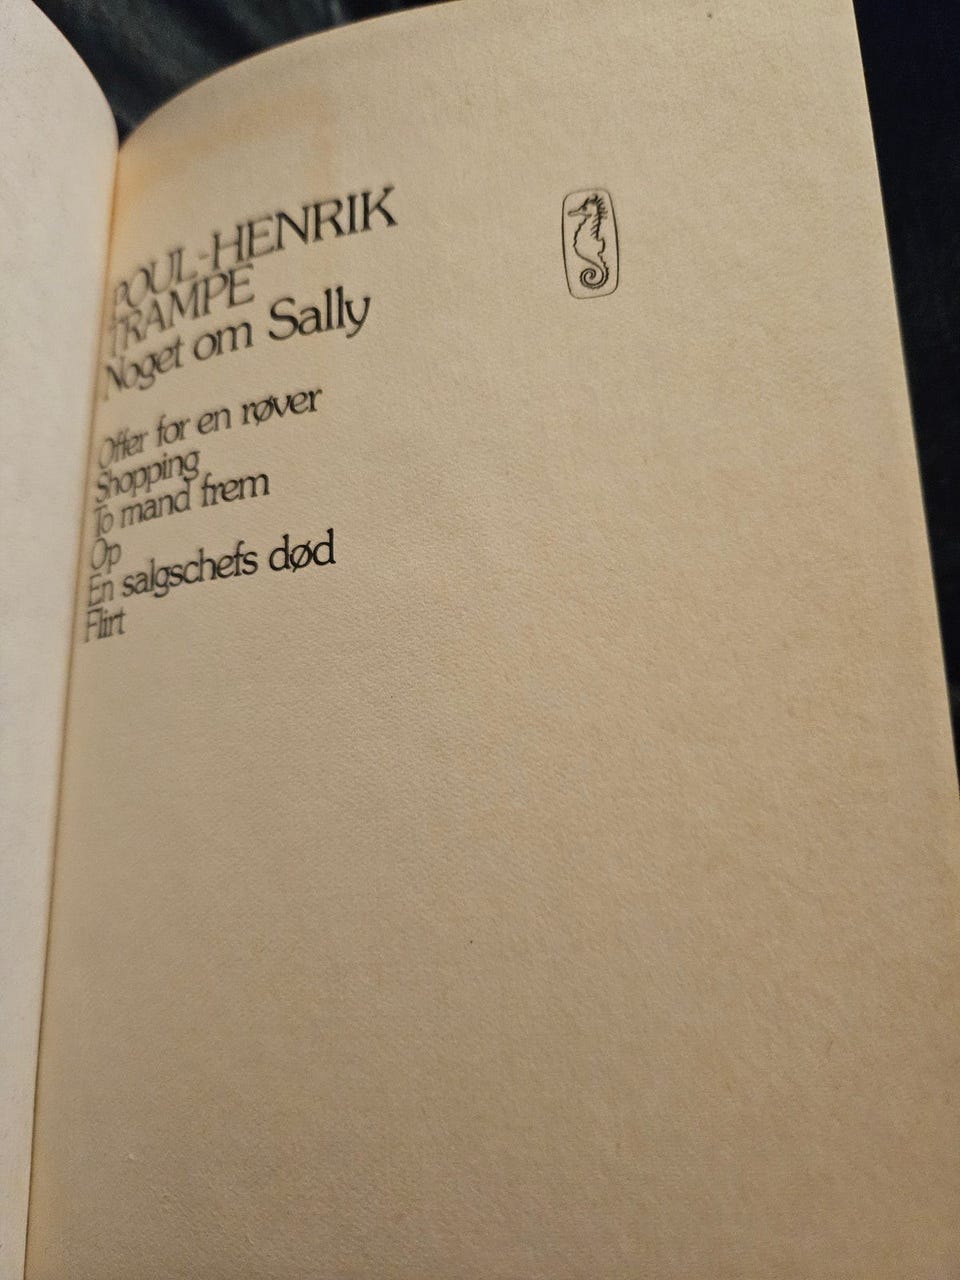 POUL-HENRIK
TRAMPE
Noget om Sally
Offer for en røver
Shopping
To mand frem
Op
En salgschefs død
Flirt